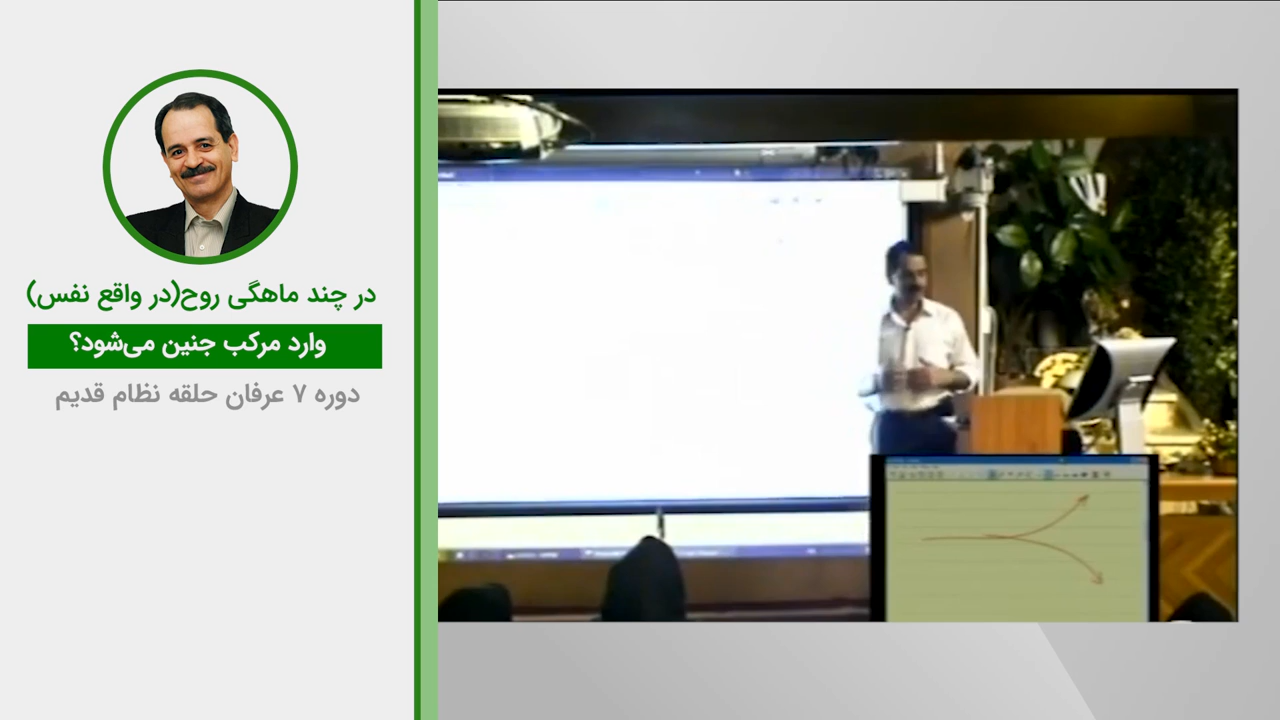 در چند ماهگی روح(در واقع نفس)
وارد مرکب جنین می‌شود؟
دوره ۷ عرفان حلقه نظام قدیم